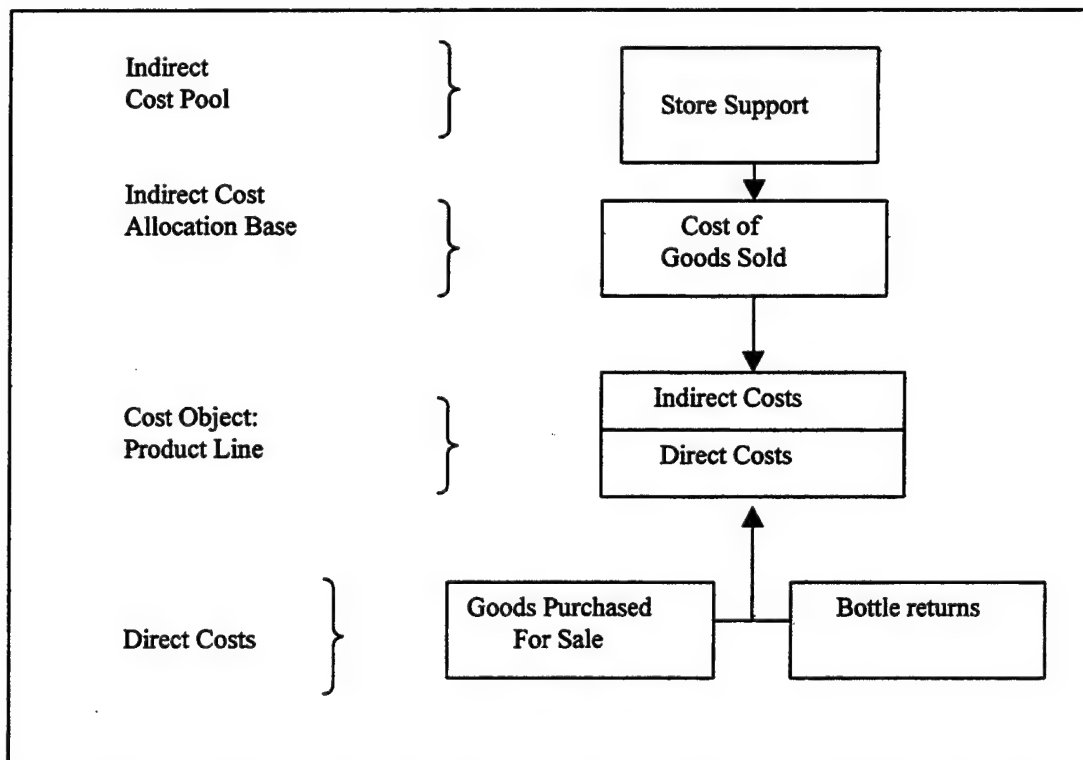 Indirect
Cost Pool
Store Support
Indirect Cost
Allocation Base
Cost of
Goods Sold
Cost Object:
Product Line
Indirect Costs
Direct Costs
Direct Costs
Goods Purchased
For Sale
Bottle returns